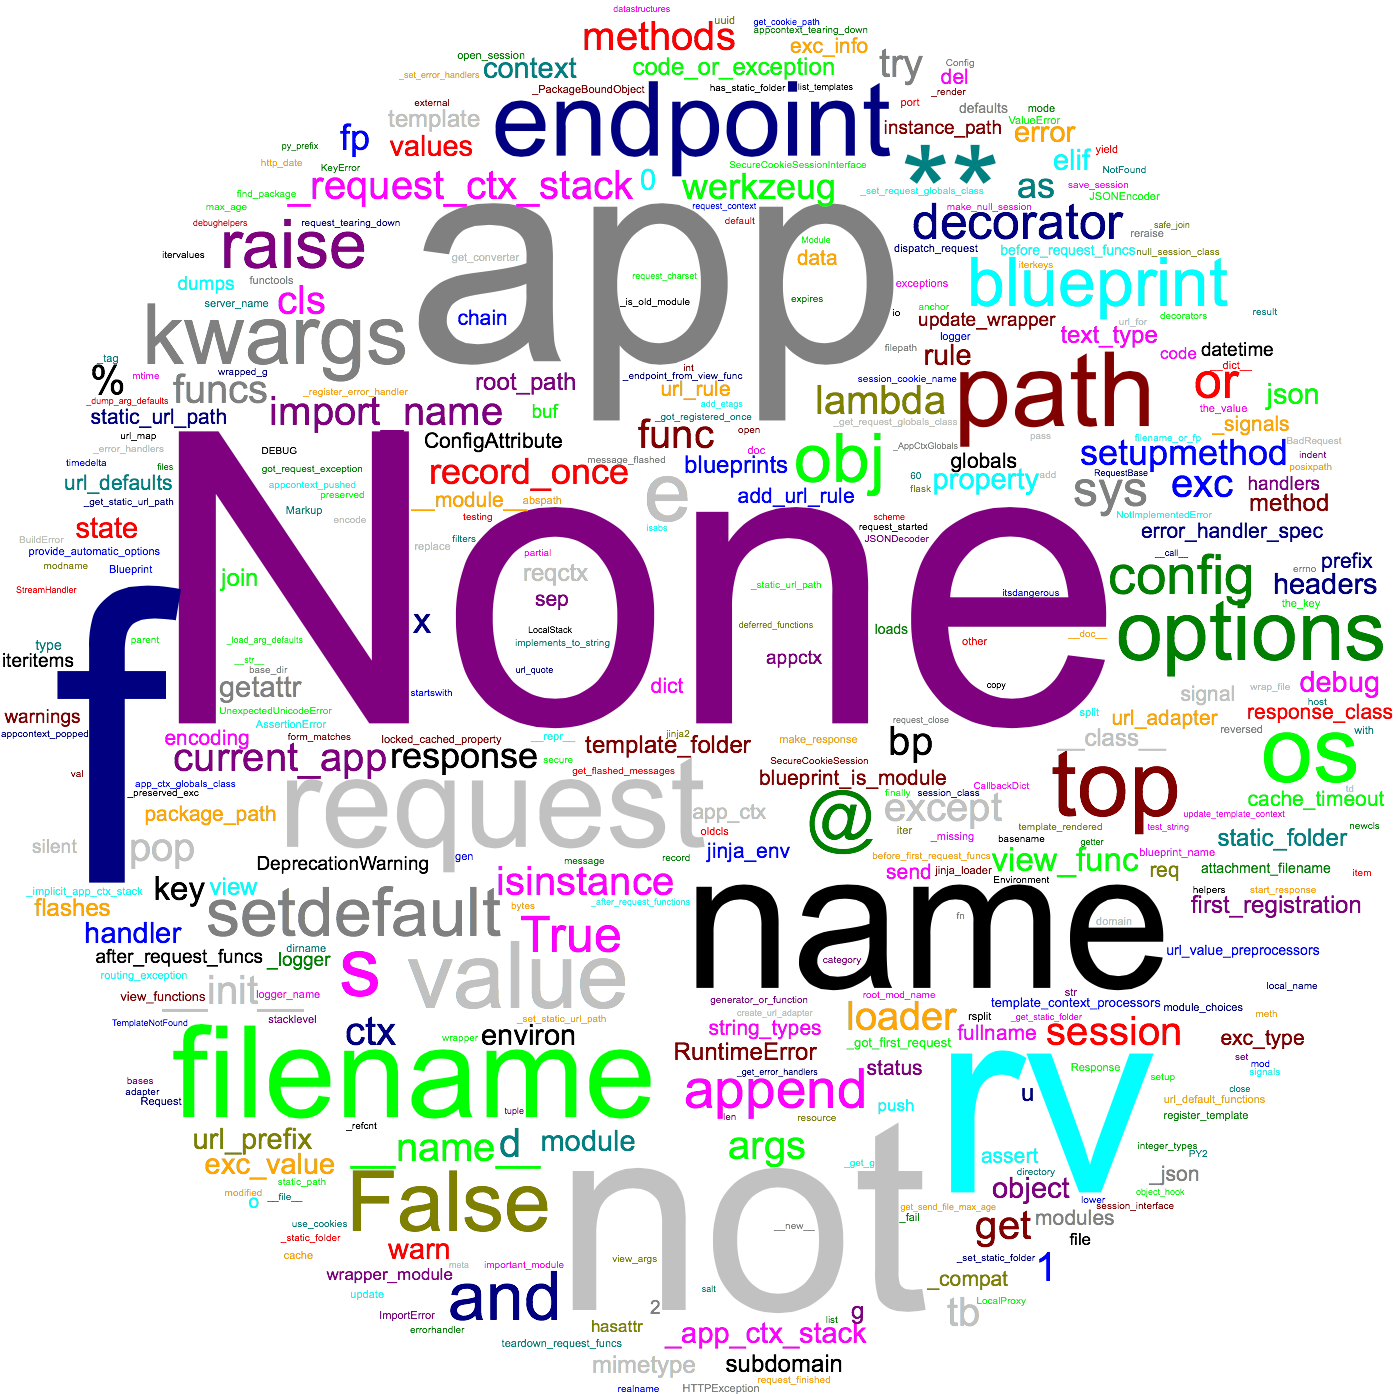 datastructures
uuid
get_cookie_path
methods
appcontext_tearing_down
exc_info
open_session
context
code_or_exception
try
Config
_set_error_handlers
del
_PackageBoundObject
has_static_folder
list_templates
_render
external
endpoint
port
defaults
mode
template
instance_path
ValueError
error
fp
values
py_prefix
yield
http_date
KeyError
SecureCookieSessionInterface
**
elif
NotFound
find_package
_request_ctx_stack
0
werkzeug
_set_request_globals_class
as
save_session
JSONEncoder
max_age
app
request_context
make_null_session
debughelpers
request_tearing_down
default
decorator
safe_join
reraise
raise
itervalues
get_converter
Module
data
dispatch_request
before_request_funcs
null_session_class
iterkeys
request_charset
dumps
functools
exceptions
blueprint
cls
server_name
_is_old_module
expires
anchor
decorators
kwargs
chain
io
update_wrapper
url_for
result
logger
text_type
filepath
_tag
wrapped_g
int
rule
code
datetime
mtime
%
funcs
root_path
_endpoint_from_view_func
session_cookie_name
path
or
__dict__
json
_dump_arg_defaults
_register_error_handler
url_rule
lambda
static_url_path
import_name
buf
add_etags
the_value
_got_registered_once
_get_request_globals_class
_signals
url_map
ConfigAttribute
func
open
pass
filename_or_fp
_error_handlers
DEBUG
doc
obj
_AppCtxGlobals
BadRequest
setupmethod
indent
timedelta
files
got_request_exception
record_once
message_flashed
blueprints
globals
posixpath
url_defaults
appcontext_pushed
60
add
RequestBase
_get_static_url_path
preserved
__module__
abspath
e
add_url_rule
flask
property
sys
exc
handlers
method
state
Markup
encode
None
testing
scheme
NotImplementedError
request_started
isabs
error_handler_spec
BuildError
replace
filters
JSONDecoder
provide_automatic_options
partial
__call__
modname
Blueprint
prefix
reqctx
config
errno
StreamHandler
join
_static_url_path
headers
sep
itsdangerous
the_key
f
x
LocalStack
deferred_functions
loads
options
type
parent
_load_arg_defaults
implements_to_string
other
__doc__
iteritems
__str__
appctx
base_dir
url_quote
getattr
startswith
dict
copy
signal
wrap_file
debug
warnings
UnexpectedUnicodeError
host
AssertionError
request_close
split
url_adapter
response_class
appcontext_popped
encoding
form_matches
locked_cached_property
__repr__
template_folder
jinja2
make_response
bp
__class__
reversed
with
os
current_app
response
secure
SecureCookieSession
val
get_flashed_messages
blueprint_is_module
top
app_ctx_globals_class
_preserved_exc
request
CallbackDict
finally
session_class
td
cache_timeout
package_path
app_ctx
@
except
update_template_context
oldcls
iter
_missing
template_rendered
test_string
newcls
silent
pop
basename
getter
static_folder
jinja_env
before_first_request_funcs
view_func
blueprint_name
DeprecationWarning
gen
message
record
name
send
jinja_loader
req
attachment_filename
item
_implicit_app_ctx_stack
key
view
isinstance
Environment
helpers
start_response
flashes
setdefault
bytes
_after_request_functions
first_registration
handler
True
fn
domain
dirname
after_request_funcs
_logger
s
value
category
url_value_preprocessors
routing_exception
__init__
root_mod_name
str
local_name
view_functions
logger_name
generator_or_function
template_context_processors
module_choices
create_url_adapter
loader
rsplit
_get_static_folder
meth
TemplateNotFound
stacklevel
_set_static_url_path
string_types
fullname
session
ctx
environ
wrapper
_got_first_request
exc_type
filename
RuntimeError
set
mod
status
rv
Response
signals
_get_error_handlers
bases
setup
close
adapter
append
u
url_default_functions
Request
tuple
push
len
resource
register_template
_refcnt
url_prefix
__name__
d
module
args
integer_types
PY2
exc_value
_get_g
assert
directory
_json
static_path
False
object
object_hook
modified
__file__
o
not
lower
session_interface
get_send_file_max_age
use_cookies
_fail
get
modules
_static_folder
__new__
file
cache
warn
view_args
_set_static_folder
1
meta
important_module
wrapper_module
_compat
update
and
salt
LocalProxy
ImportError
2
g
tb
errorhandler
hasattr
list
_app_ctx_stack
teardown_request_funcs
mimetype
subdomain
request_finished
realname
HTTPException